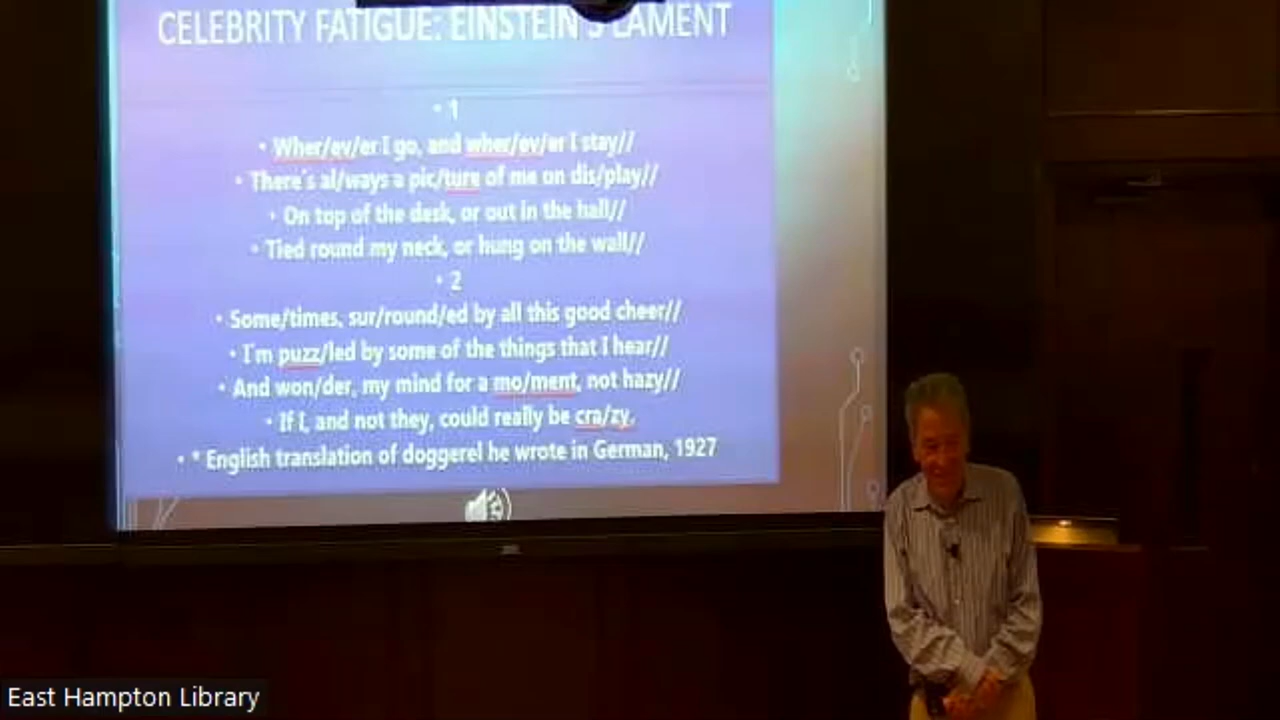 CELEBRITY FATIGUE: EINSTEIN'S LAMENT
• 1
• Wher/ev/er I go, and wher/ev/er I stay//
• There's al/ways a pic/ture of me on dis/play//
• On top of the desk, or out in the hall//
• Tied round my neck, or hung on the wall//
• 2
• Some/times, sur/round/ed by all this good cheer//
• I'm puzz/led by some of the things that I hear//
• And won/der, my mind for a mo/ment, not hazy//
• If I, and not they, could really be cra/zy.
• * English translation of doggerel he wrote in German, 1927
East Hampton Library